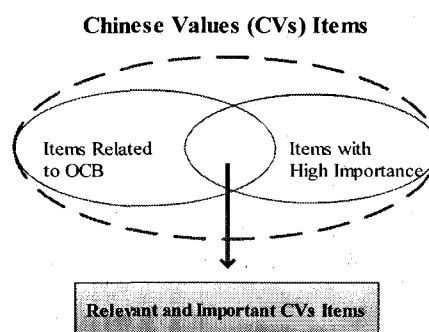 Chinese Values (CVs) Items
Items Related
to OCB
Items with
High Importance
Relevant and Important CVs Items